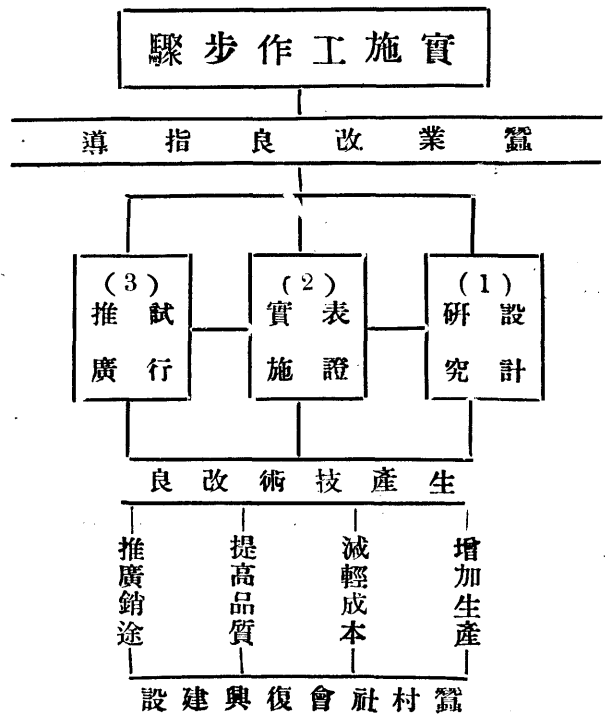 實施工作步驟
蠶業改良指導
(1)
設計
研究
(2)
表證
實施
(3)
試行
推廣
生產技術改良
增加生產
減輕成本
提高品質
推廣銷途
蠶村社會復興建設